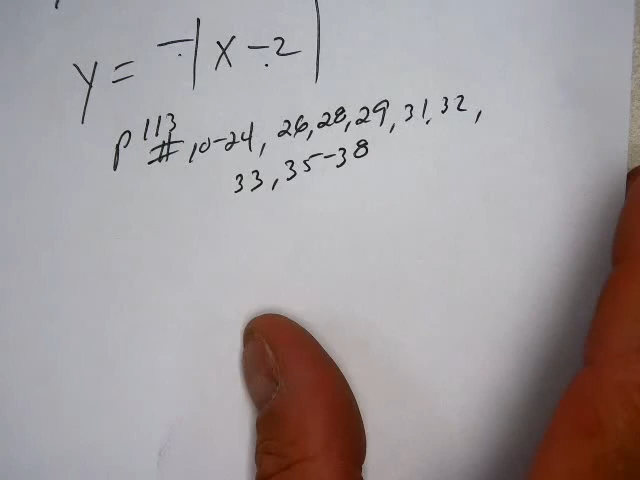 y = -|x - 2|
p 113
# 10-24, 26, 28, 29, 31, 32,
33, 35-38